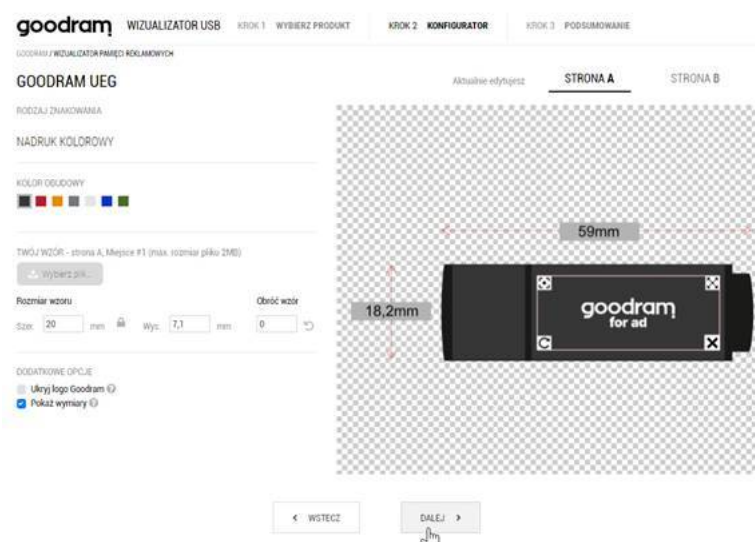 goodram WIZUALIZATOR USB KROK 1 WYBIERZ PRODUKT KROK 2 KONFIGURATOR KROK 3 PODSUMOWANIE
GOODRAM / WIZUALIZATOR PAMIĘCI REKLAMOWYCH
GOODRAM UEG
Aktualnie edytujesz STRONA A STRONA B
RODZAJ ZNAKOWANIA
NADRUK KOLOROWY
KOLOR OBUDOWY
59mm
TWÓJ WZÓR - strona A, Miejsce #1 (max. rozmiar pliku 2MB)
Wybierz plik...
Rozmiar wzoru Obróć wzór
Szer. 20 mm Wys. 7,1 mm 0
18,2mm
goodram
for ad
DODATKOWE OPCJE
Ukryj logo Goodram
Pokaż wymiary
WSTECZ DALEJ